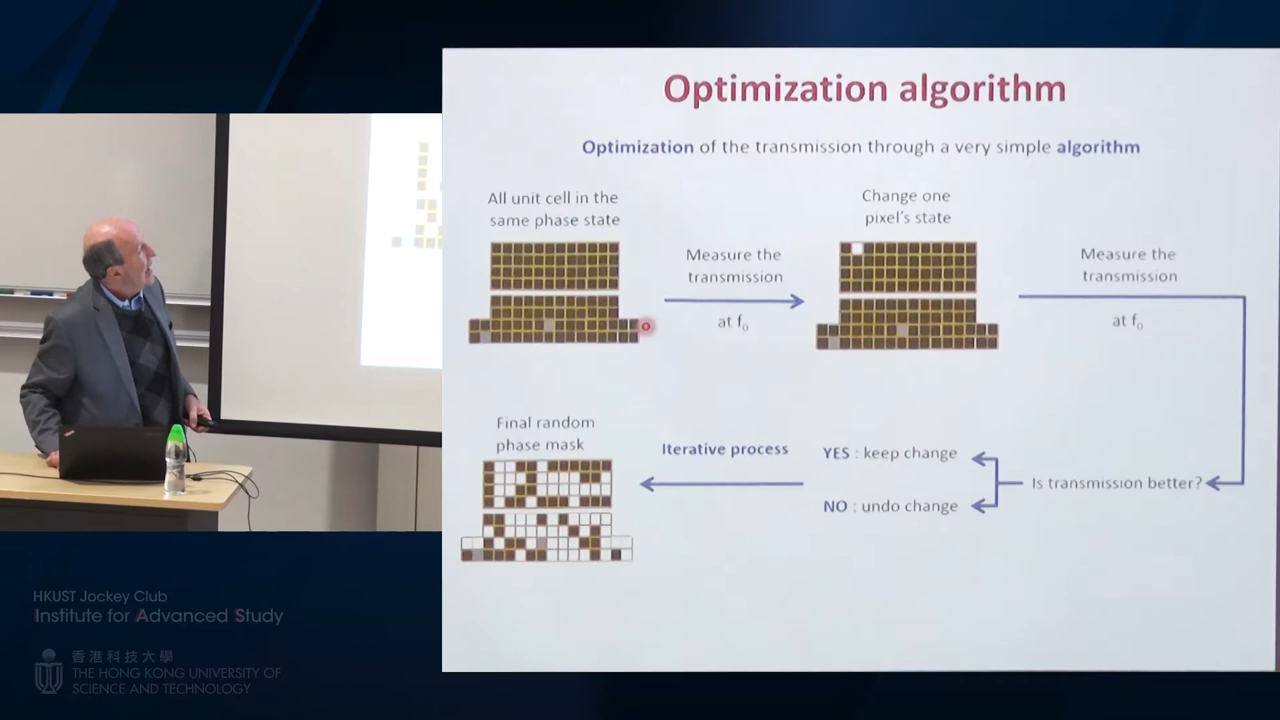 Optimization algorithm
Optimization of the transmission through a very simple algorithm
All unit cell in the
same phase state
Measure the
transmission
at f₀
Change one
pixel's state
Measure the
transmission
at f₀
Is transmission better?
YES : keep change
NO : undo change
Iterative process
Final random
phase mask
HKUST Jockey Club
Institute for Advanced Study
香港科技大學
THE HONG KONG UNIVERSITY OF
SCIENCE AND TECHNOLOGY